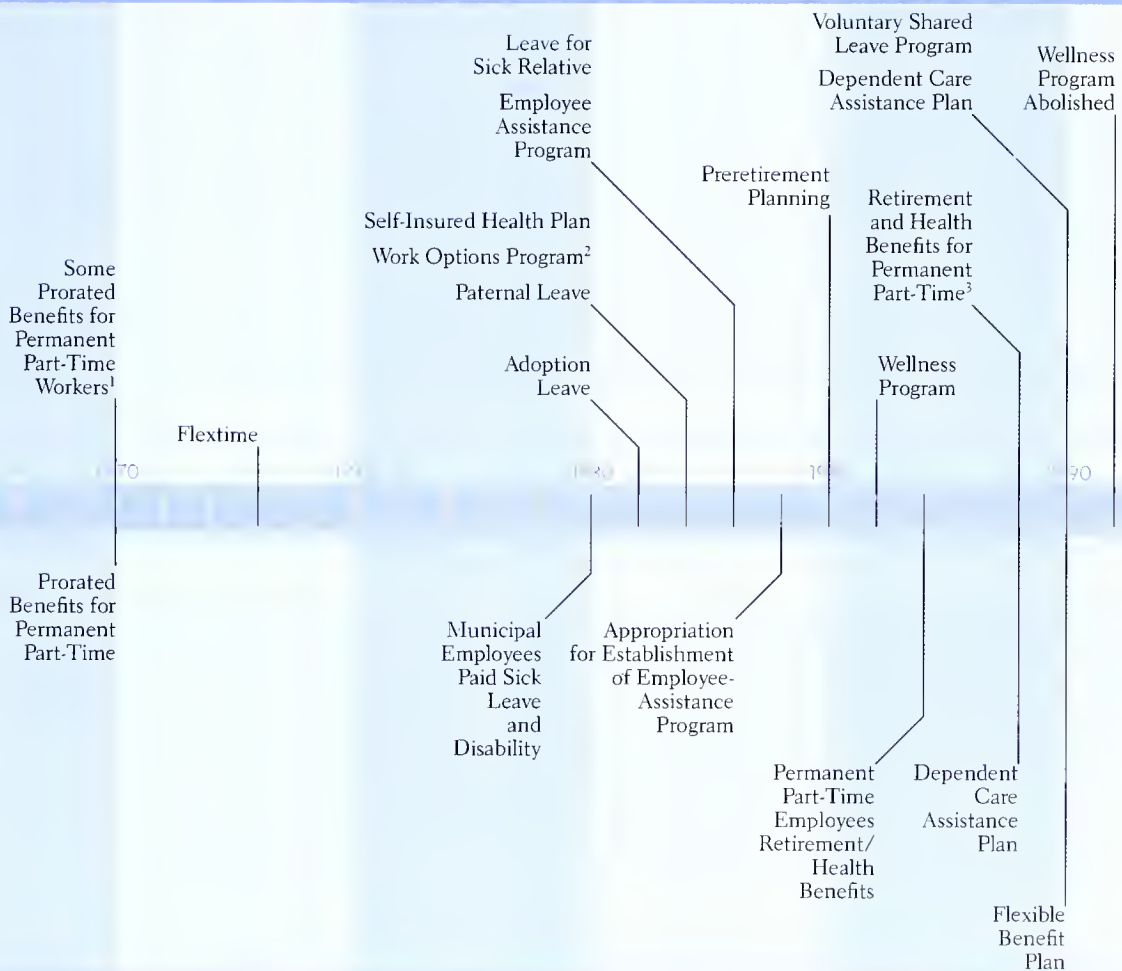 Voluntary Shared
Leave Program
Dependent Care
Assistance Plan
Wellness
Program
Abolished
Leave for
Sick Relative
Employee
Assistance
Program
Preretirement
Planning
Retirement
and Health
Benefits for
Permanent
Part-Time³
Self-Insured Health Plan
Work Options Program²
Paternal Leave
Some
Prorated
Benefits for
Permanent
Part-Time
Workers¹
Adoption
Leave
Wellness
Program
Flextime
Prorated
Benefits for
Permanent
Part-Time
Municipal
Employees
Paid Sick
Leave
and
Disability
Appropriation
for Establishment
of Employee-
Assistance
Program
Permanent
Part-Time
Employees
Retirement/
Health
Benefits
Dependent
Care
Assistance
Plan
Flexible
Benefit
Plan